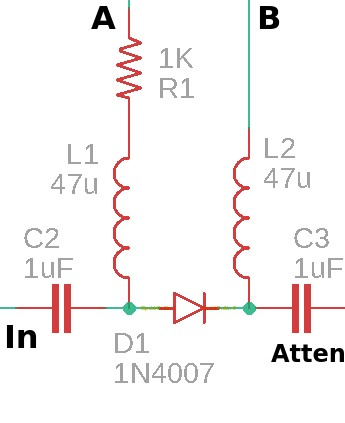 A
B
1K
R1
L1
47u
L2
47u
C2
1uF
C3
1uF
In
Atten
D1
1N4007